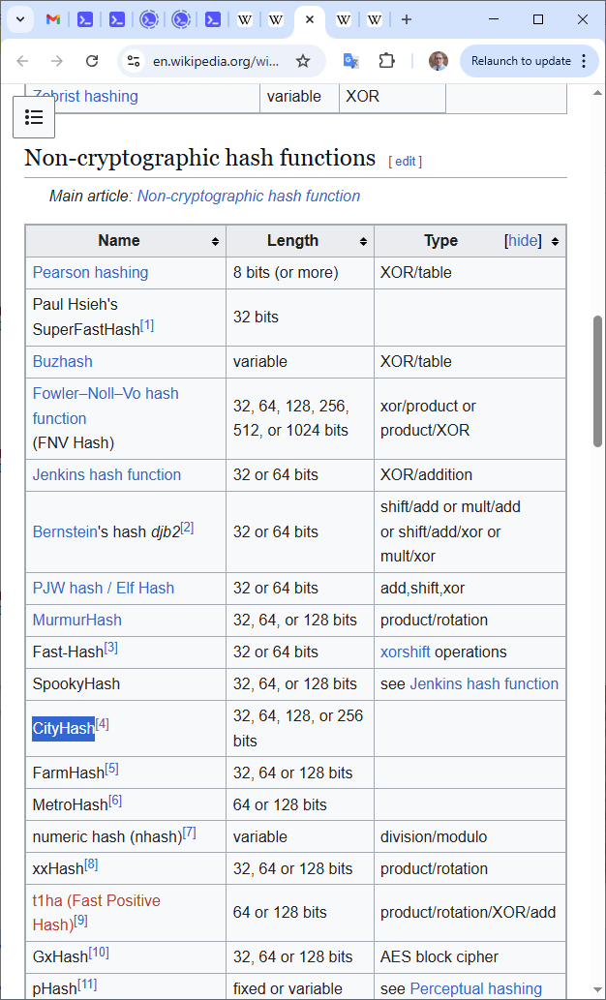 en.wikipedia.org/wi...
Relaunch to update
Zobrist hashing variable XOR
Non-cryptographic hash functions [ edit ]
Main article: Non-cryptographic hash function
Name Length Type [hide]
Pearson hashing 8 bits (or more) XOR/table
Paul Hsieh's
SuperFastHash[1] 32 bits
Buzhash variable XOR/table
Fowler–Noll–Vo hash
function
(FNV Hash)
32, 64, 128, 256,
512, or 1024 bits
xor/product or
product/XOR
Jenkins hash function 32 or 64 bits XOR/addition
Bernstein's hash djb2[2] 32 or 64 bits
shift/add or mult/add
or shift/add/xor or
mult/xor
PJW hash / Elf Hash 32 or 64 bits add,shift,xor
MurmurHash 32, 64, or 128 bits product/rotation
Fast-Hash[3] 32 or 64 bits xorshift operations
SpookyHash 32, 64, or 128 bits see Jenkins hash function
CityHash[4]
32, 64, 128, or 256
bits
FarmHash[5] 32, 64 or 128 bits
MetroHash[6] 64 or 128 bits
numeric hash (nhash)[7] variable division/modulo
xxHash[8] 32, 64 or 128 bits product/rotation
t1ha (Fast Positive
Hash)[9]
64 or 128 bits product/rotation/XOR/add
GxHash[10] 32, 64 or 128 bits AES block cipher
pHash[11] fixed or variable see Perceptual hashing